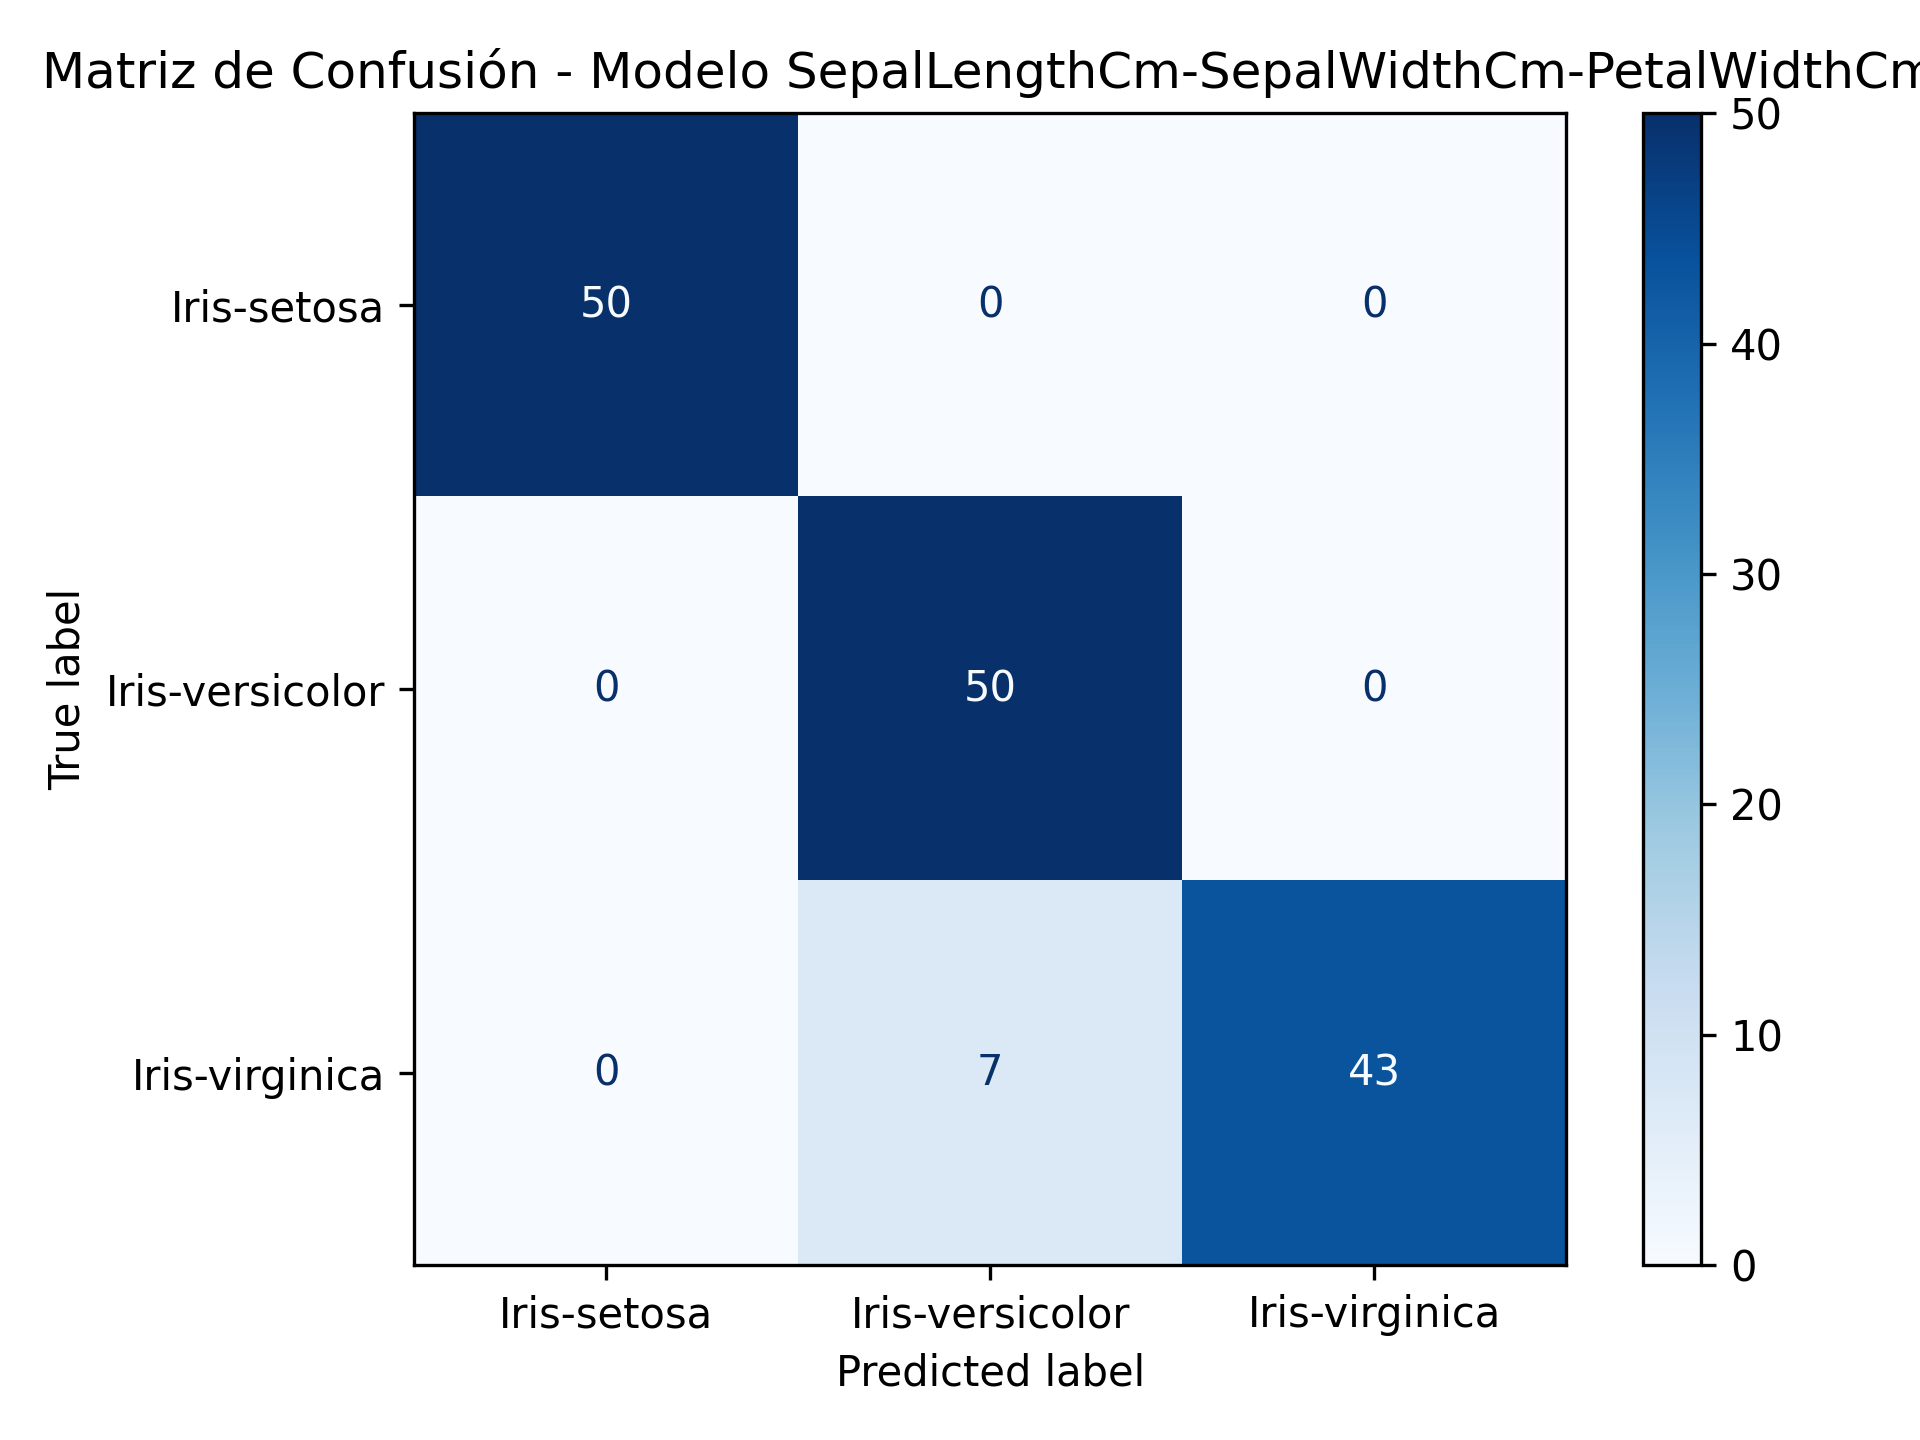 Matriz de Confusión - Modelo SepalLengthCm-SepalWidthCm-PetalWidthCm
50
40
30
20
10
0
True label
Iris-setosa
50 0 0
Iris-versicolor
0 50 0
Iris-virginica
0 7 43
Iris-setosa Iris-versicolor Iris-virginica
Predicted label